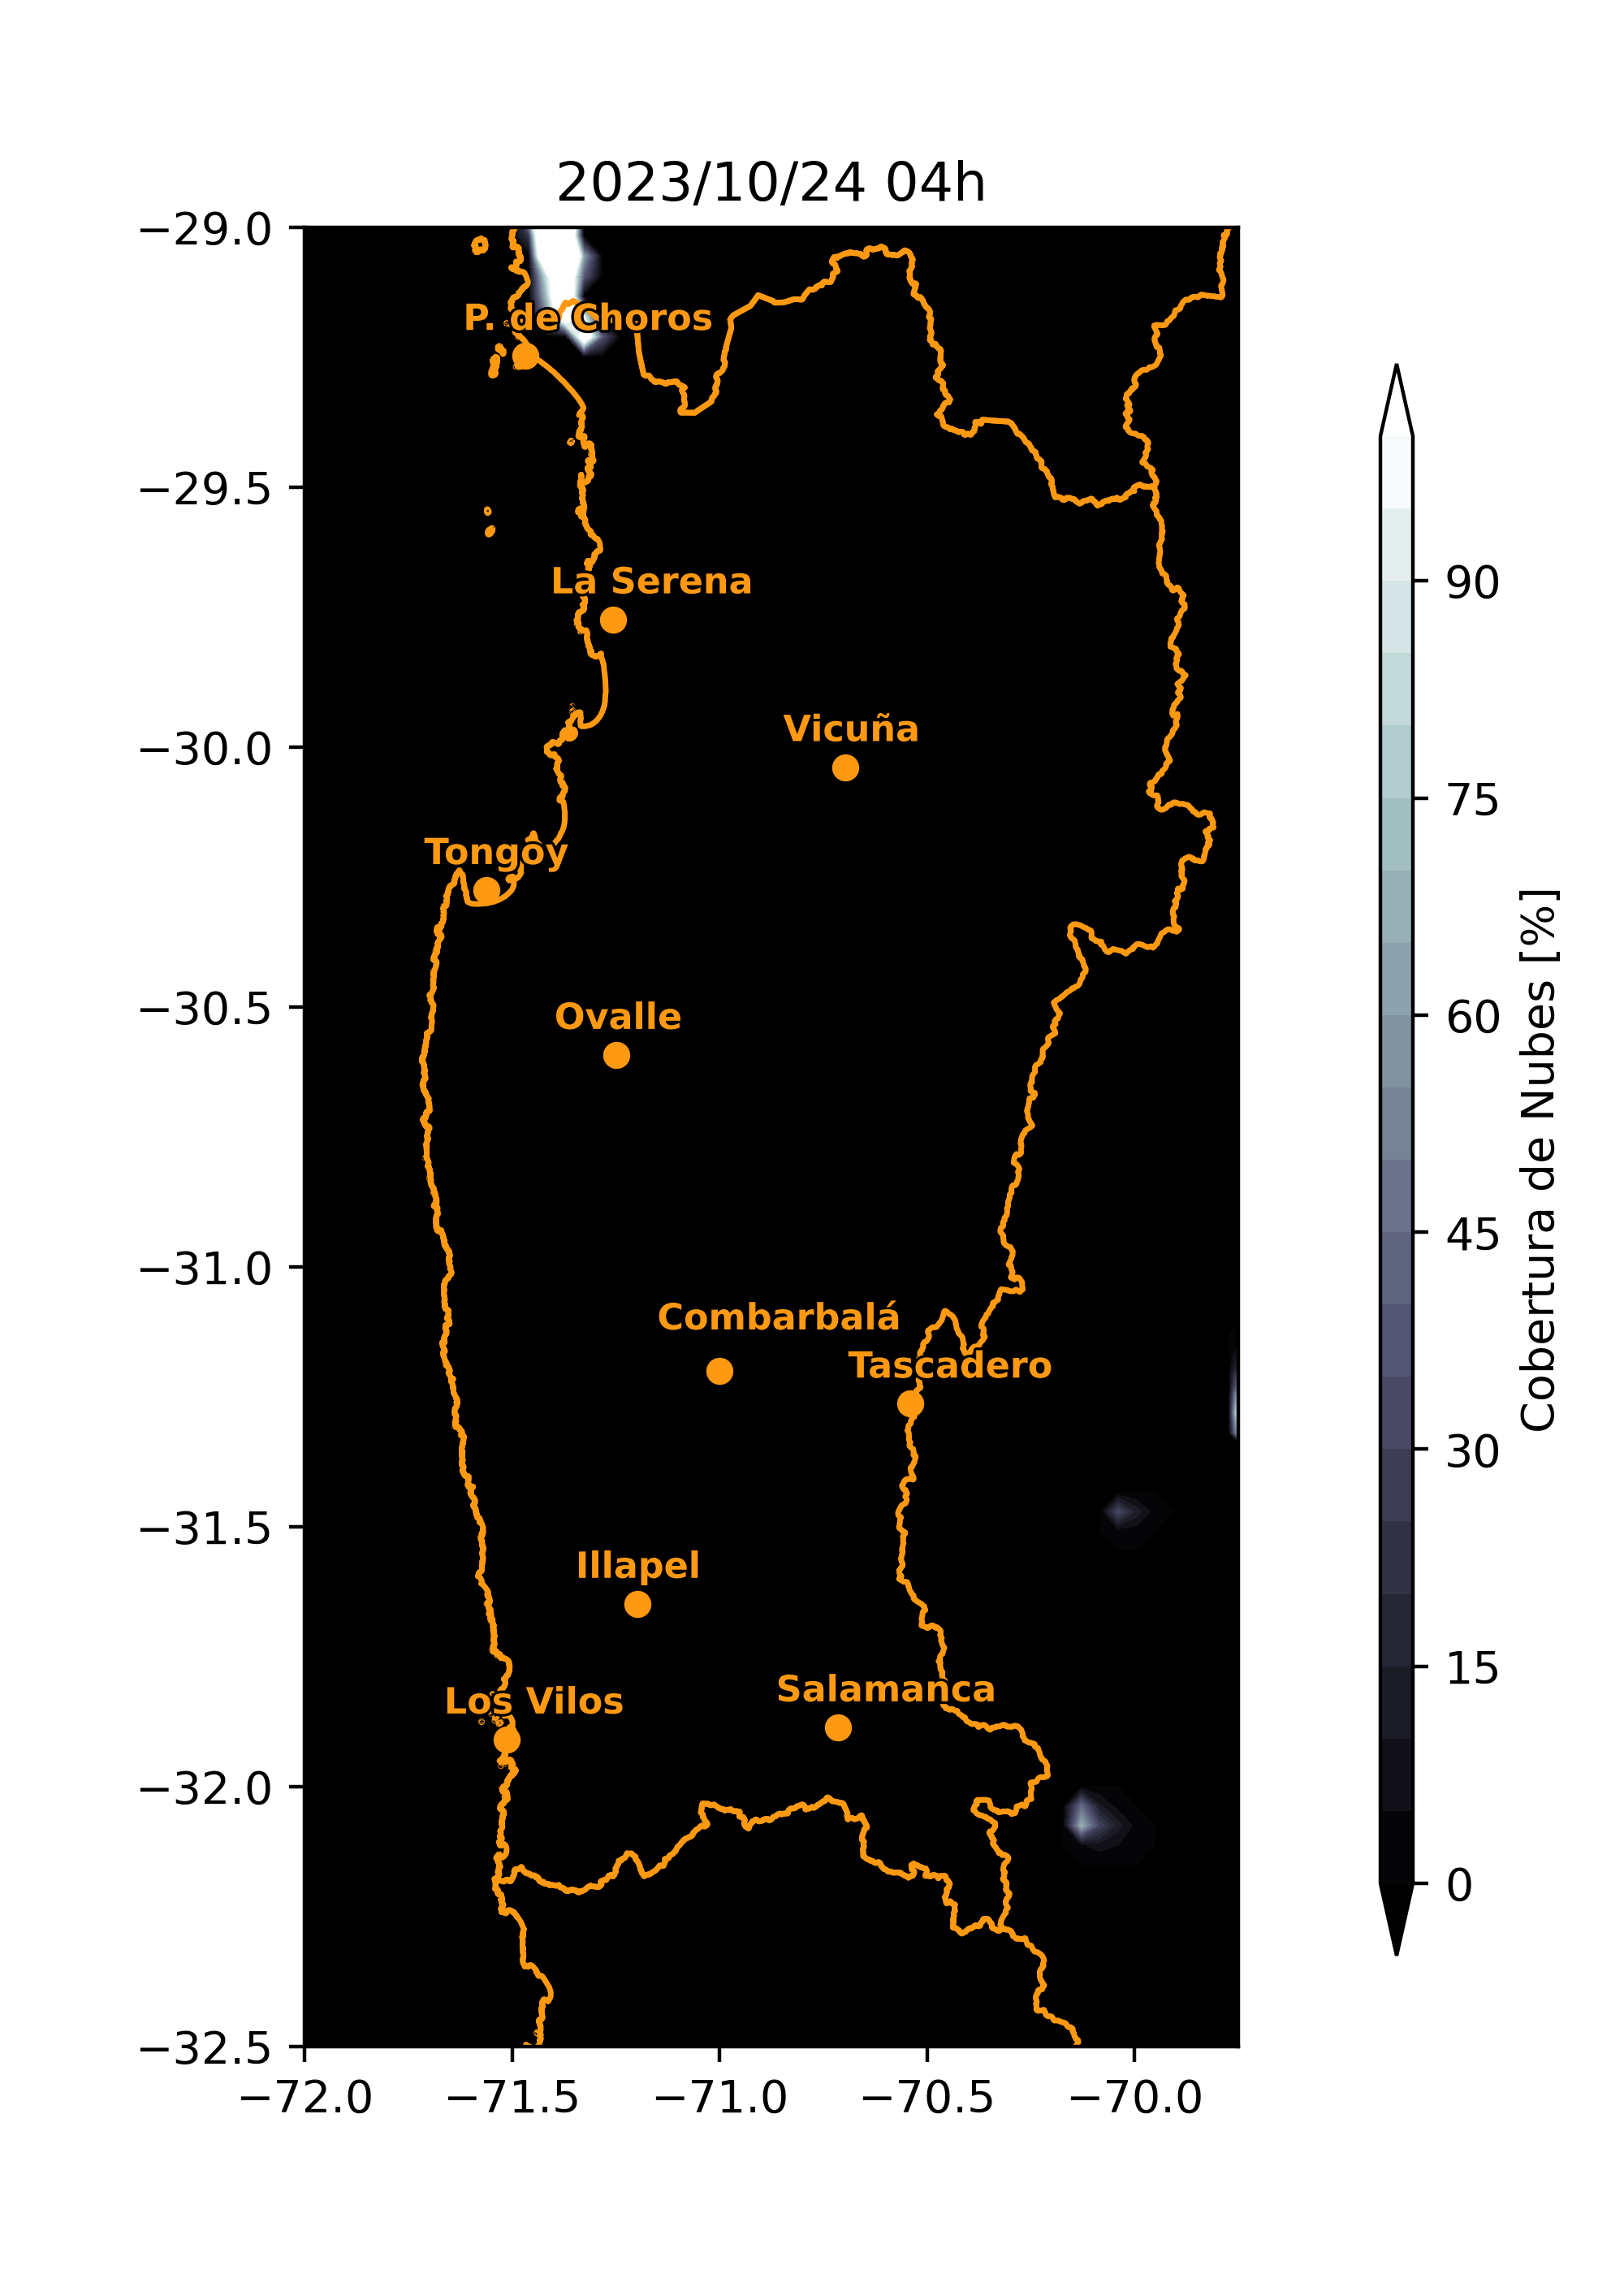 2023/10/24 04h
−29.0
−29.5
−30.0
−30.5
−31.0
−31.5
−32.0
−32.5
−72.0
−71.5
−71.0
−70.5
−70.0
P. de Choros
La Serena
Vicuña
Tongoy
Ovalle
Combarbalá
Tascadero
Illapel
Salamanca
Los Vilos
90
75
60
45
30
15
0
Cobertura de Nubes [%]